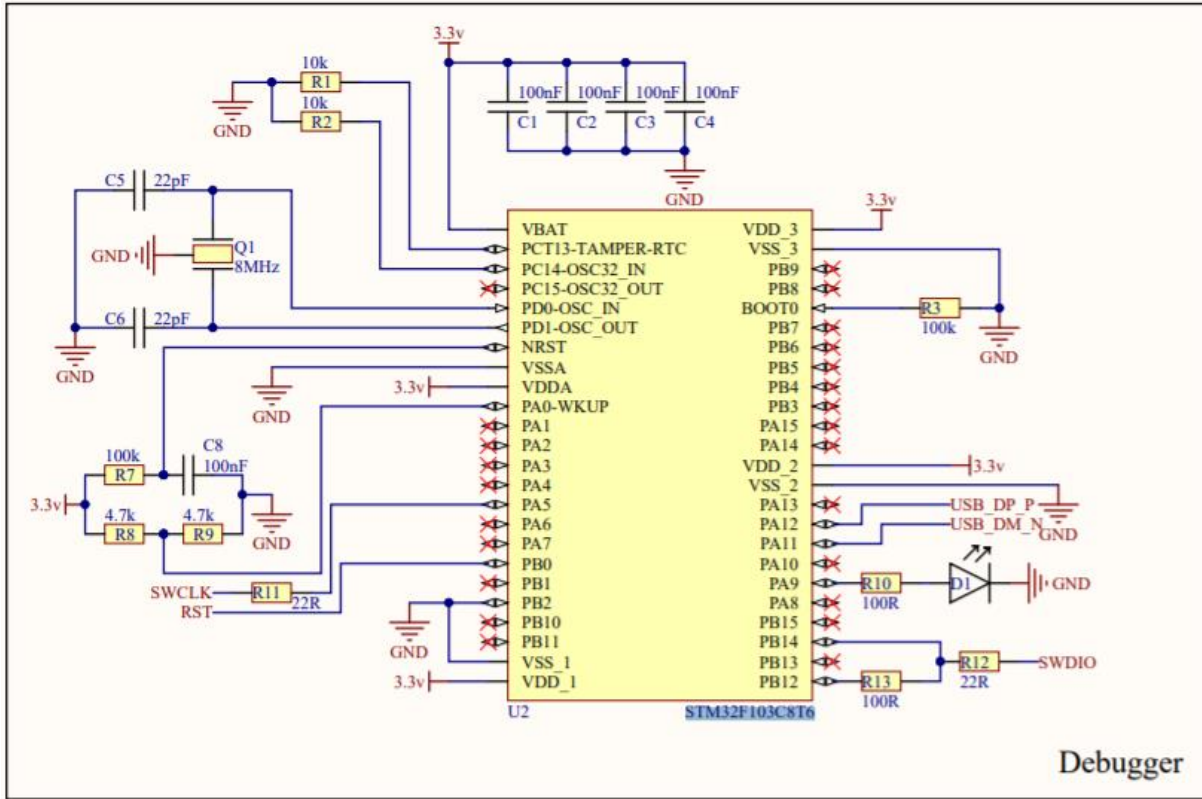 3.3v
10k
R1
10k
R2
GND
100nF
C1
100nF
C2
100nF
C3
100nF
C4
GND
C5
22pF
GND
Q1
8MHz
C6
22pF
GND
GND
3.3v
100k
R7
C8
100nF
3.3v
4.7k
R8
4.7k
R9
GND
SWCLK
R11
22R
RST
GND
3.3v
VBAT
PCT13-TAMPER-RTC
PC14-OSC32_IN
PC15-OSC32_OUT
PD0-OSC_IN
PD1-OSC_OUT
NRST
VSSA
VDDA
PA0-WKUP
PA1
PA2
PA3
PA4
PA5
PA6
PA7
PB0
PB1
PB2
PB10
PB11
VSS_1
VDD_1
VDD_3
VSS_3
PB9
PB8
BOOT0
PB7
PB6
PB5
PB4
PB3
PA15
PA14
VDD_2
VSS_2
PA13
PA12
PA11
PA10
PA9
PA8
PB15
PB14
PB13
PB12
U2
STM32F103C8T6
3.3v
R3
100k
GND
3.3v
USB_DP_P
USB_DM_N
GND
R10
100R
D1
GND
R12
22R
SWDIO
R13
100R
Debugger